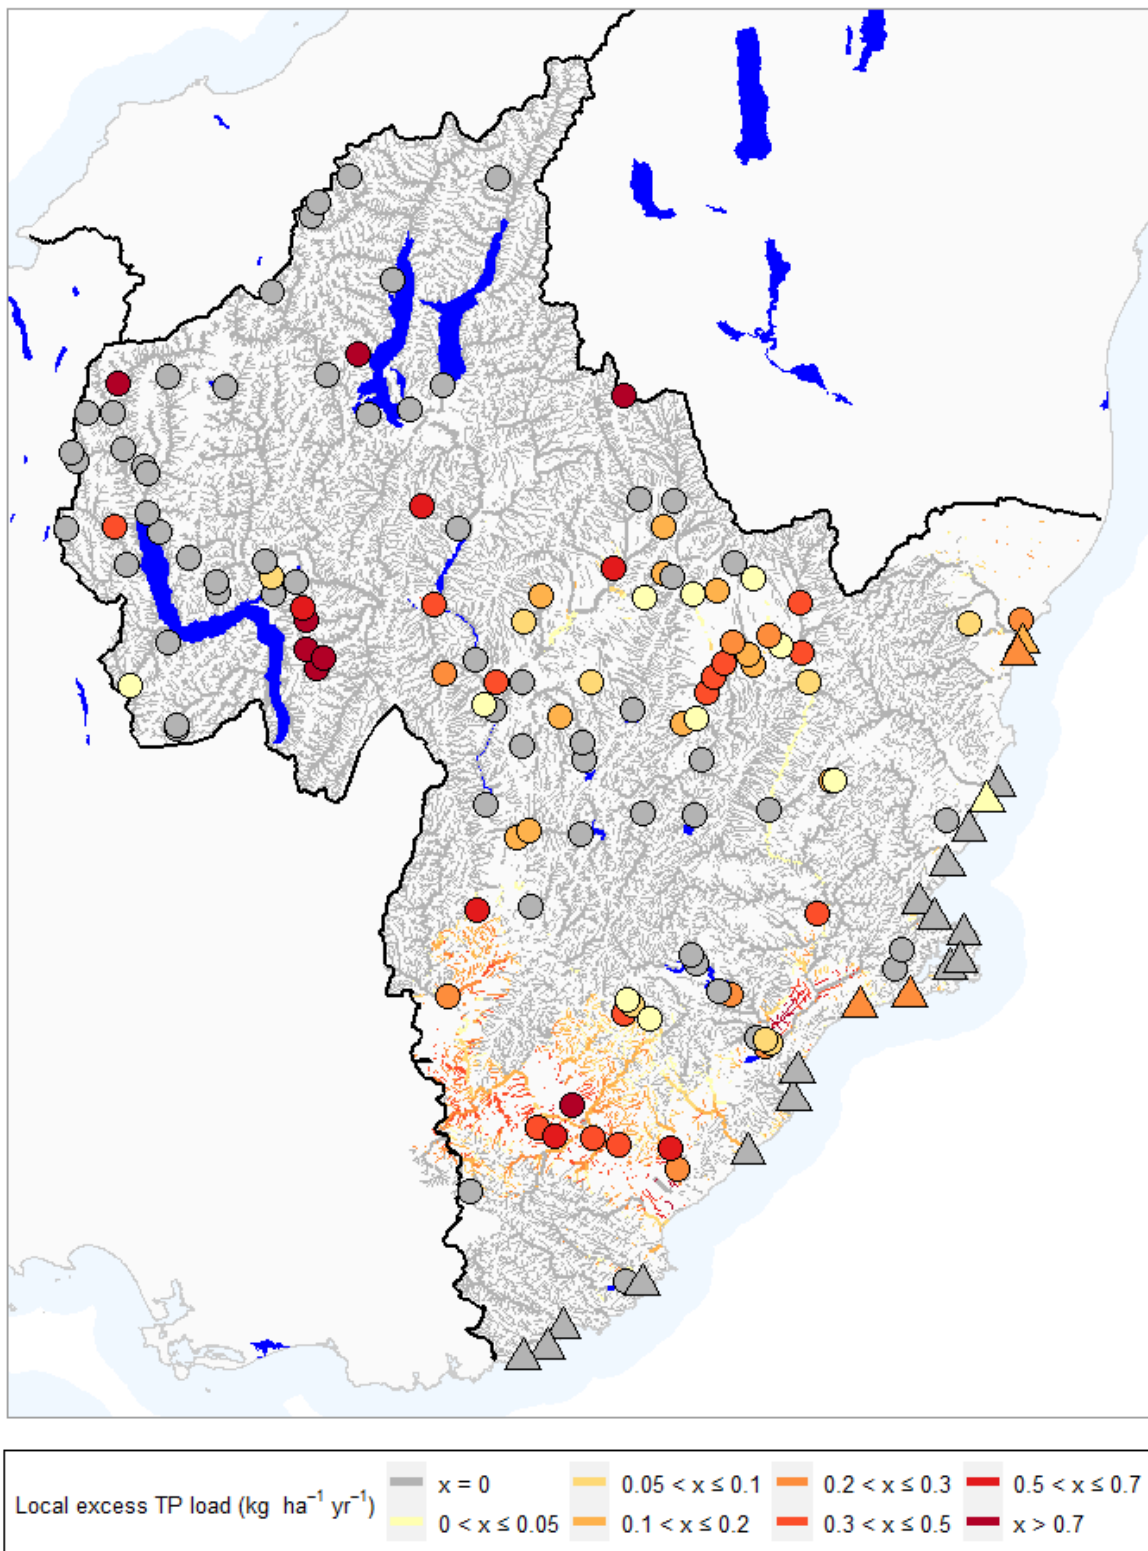 Local excess TP load (kg ha⁻¹ yr⁻¹)
x = 0
0 < x ≤ 0.05
0.05 < x ≤ 0.1
0.1 < x ≤ 0.2
0.2 < x ≤ 0.3
0.3 < x ≤ 0.5
0.5 < x ≤ 0.7
x > 0.7